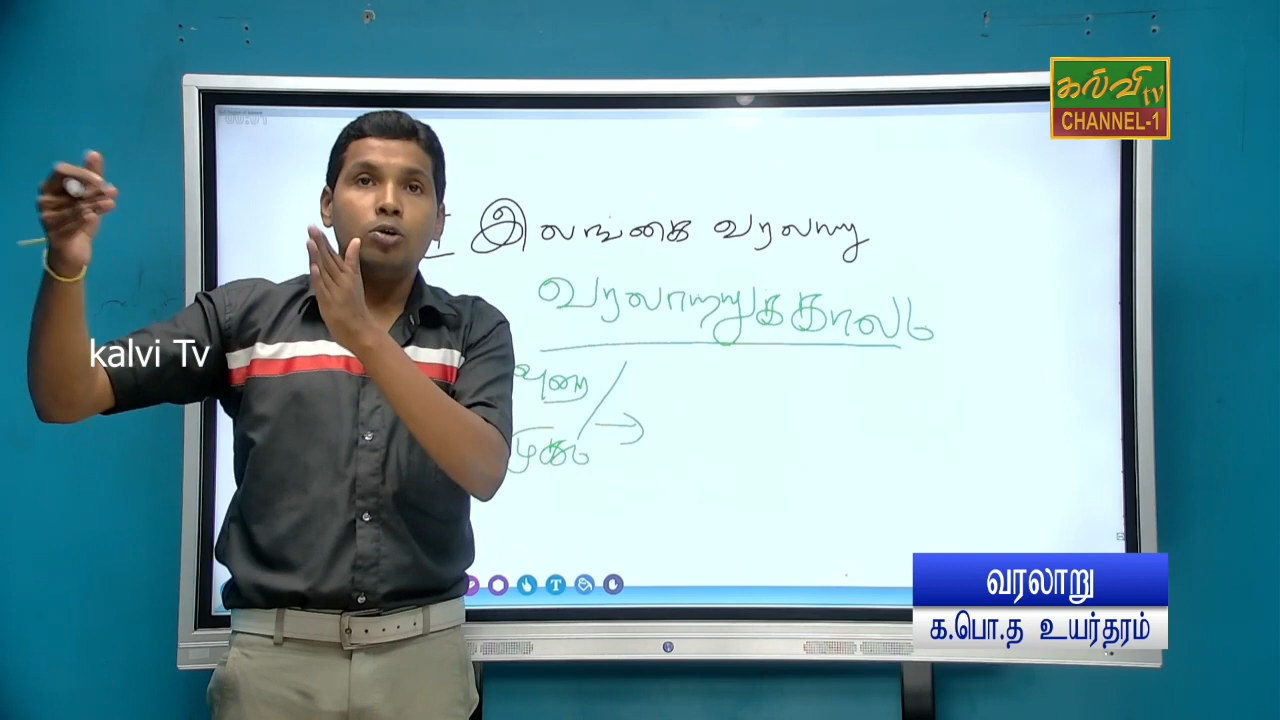 கல்வி tv
CHANNEL-1
இலங்கை வரலாறு
வரலாற்றுக்காலம்
kalvi Tv
வரலாறு
க.பொ.த உயர்தரம்